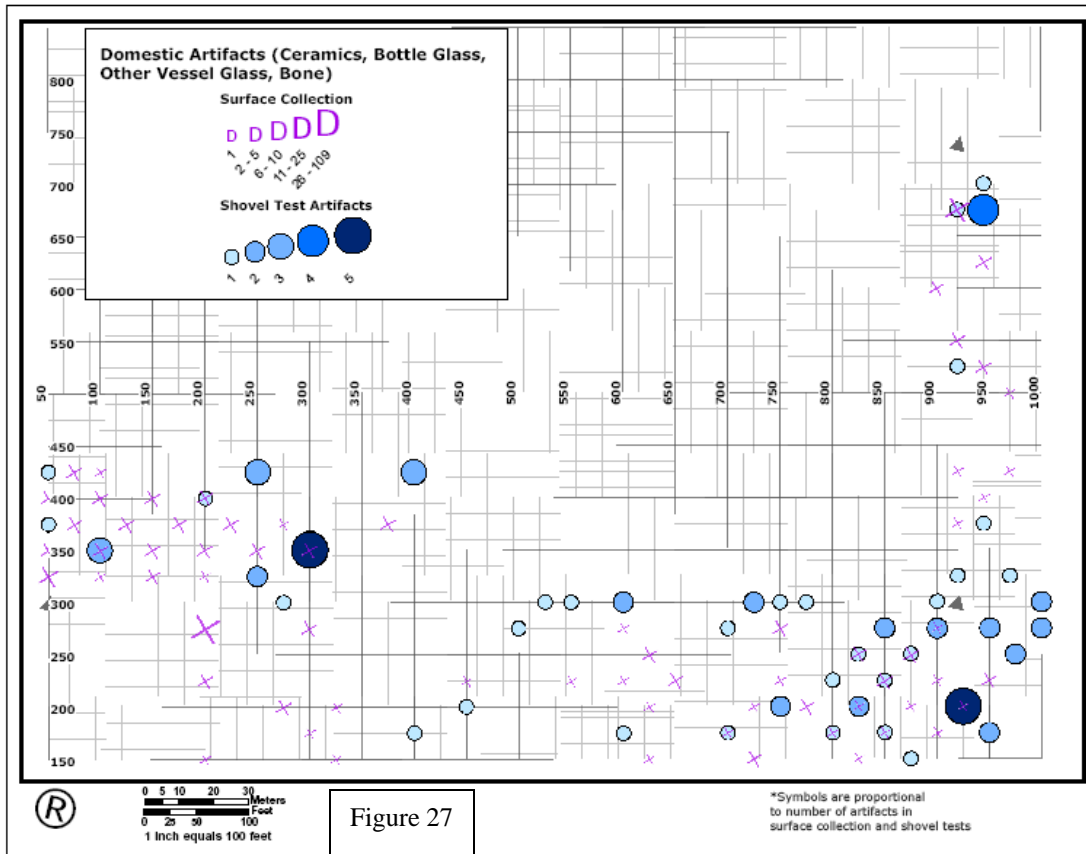 Domestic Artifacts (Ceramics, Bottle Glass,
Other Vessel Glass, Bone)
Surface Collection
D D D D D
1 2 - 5 6 - 10 11 - 25 26 - 109
Shovel Test Artifacts
1 2 3 4 5
800
750
700
650
600
550
50 100 150 200 250 300 350 400 450 500 550 600 650 700 750 800 850 900 950 1000
450
400
350
300
250
200
150
R
0 5 10 20 30
Meters
Feet
0 25 50 100
1 Inch equals 100 feet
Figure 27
*Symbols are proportional
to number of artifacts in
surface collection and shovel tests